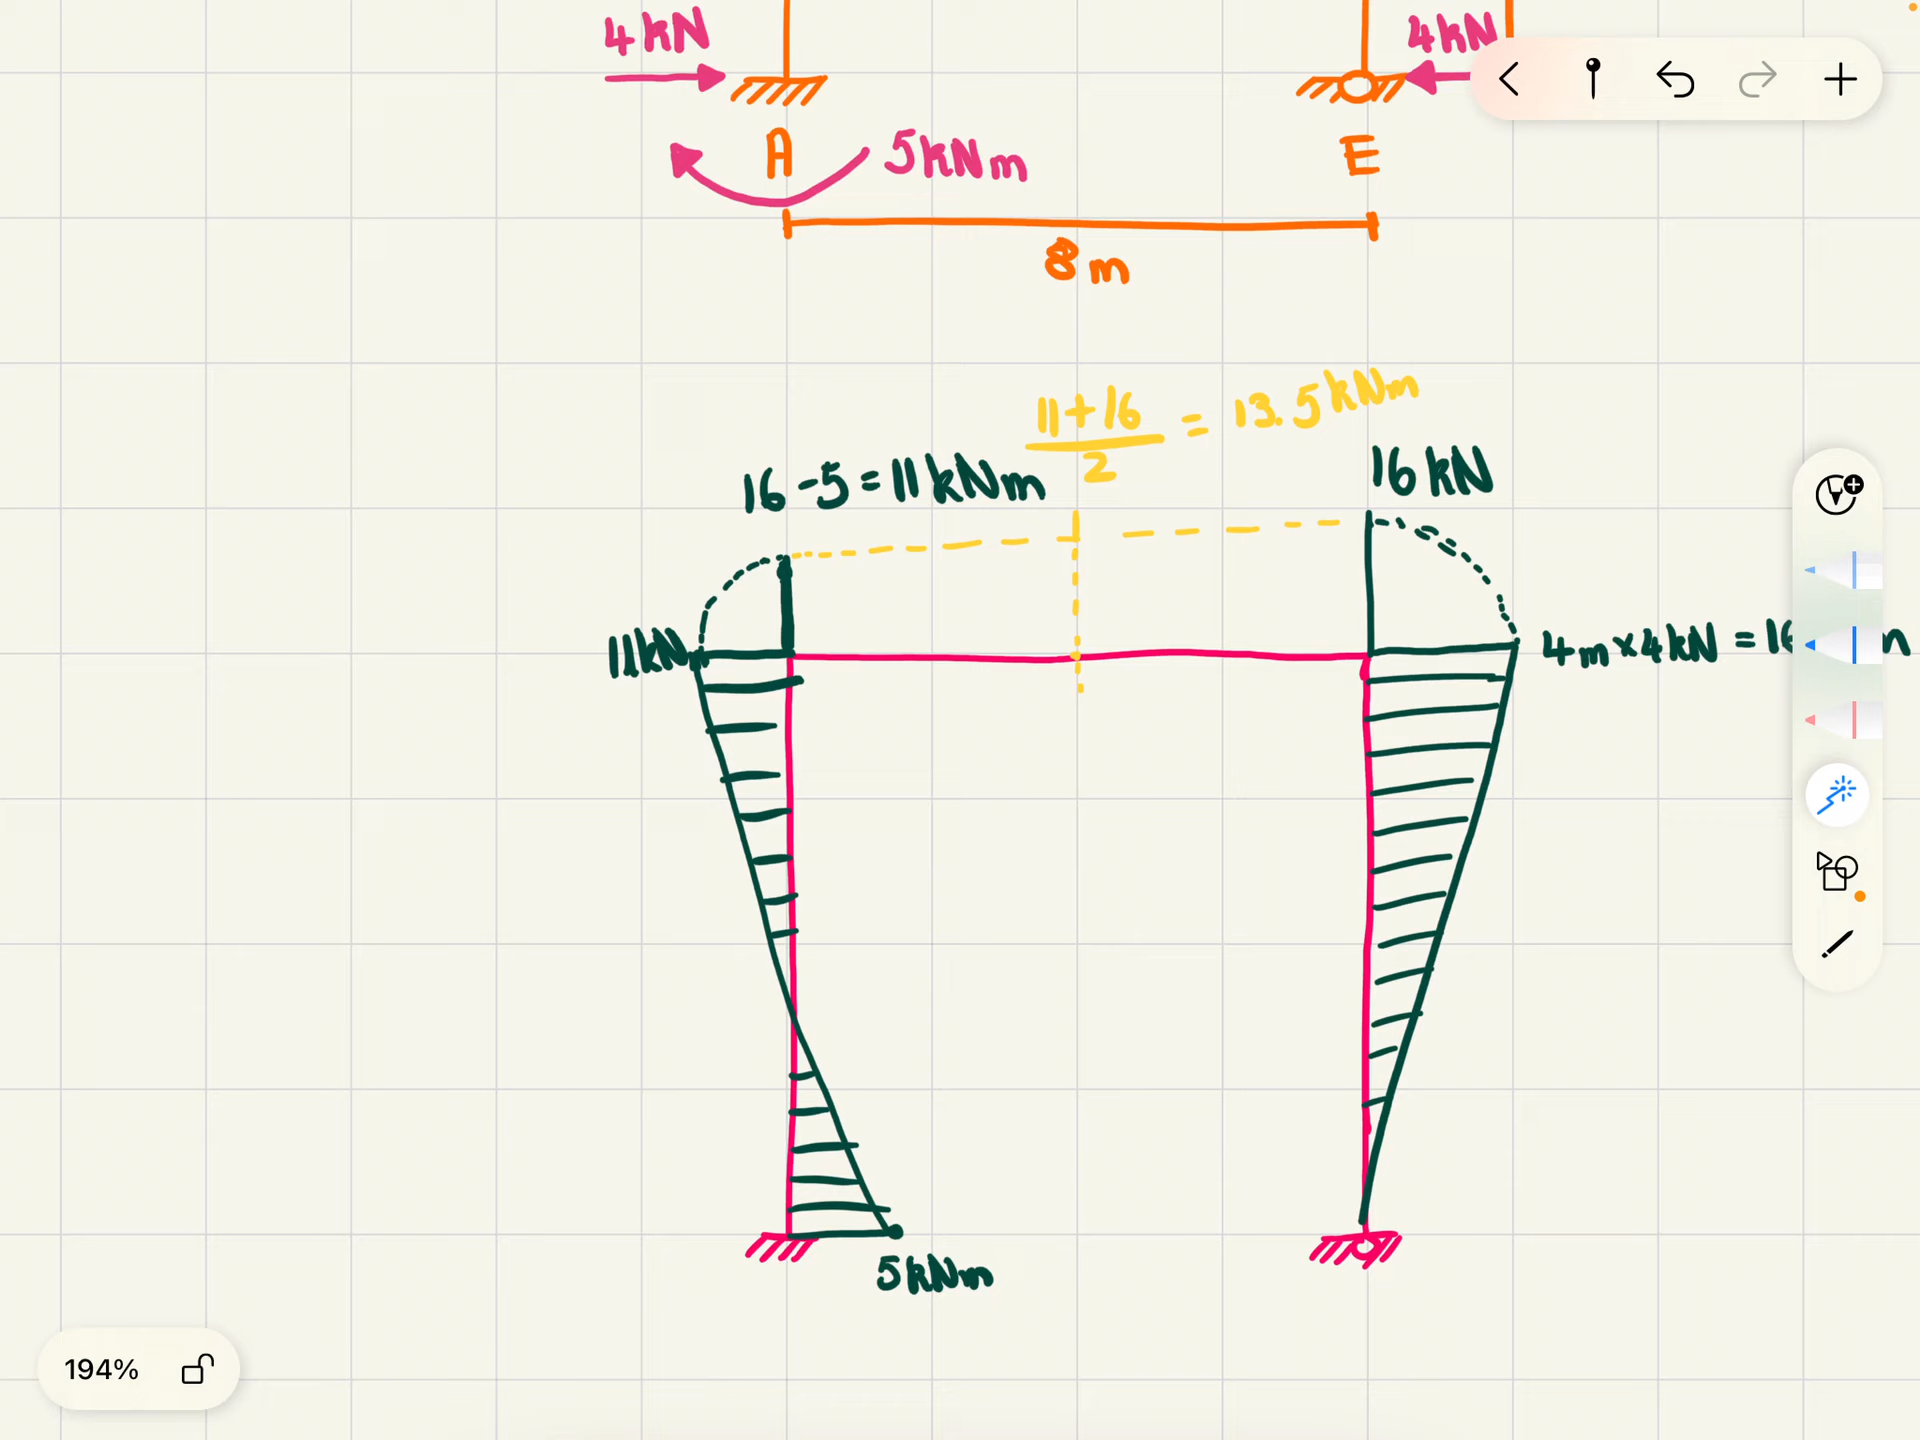 4kN
4kN
A
5kNm
E
8m
11+16
= 13.5kNm
2
16-5=11kNm
16kN
11kN
4m×4kN = 16
5kNm
194%